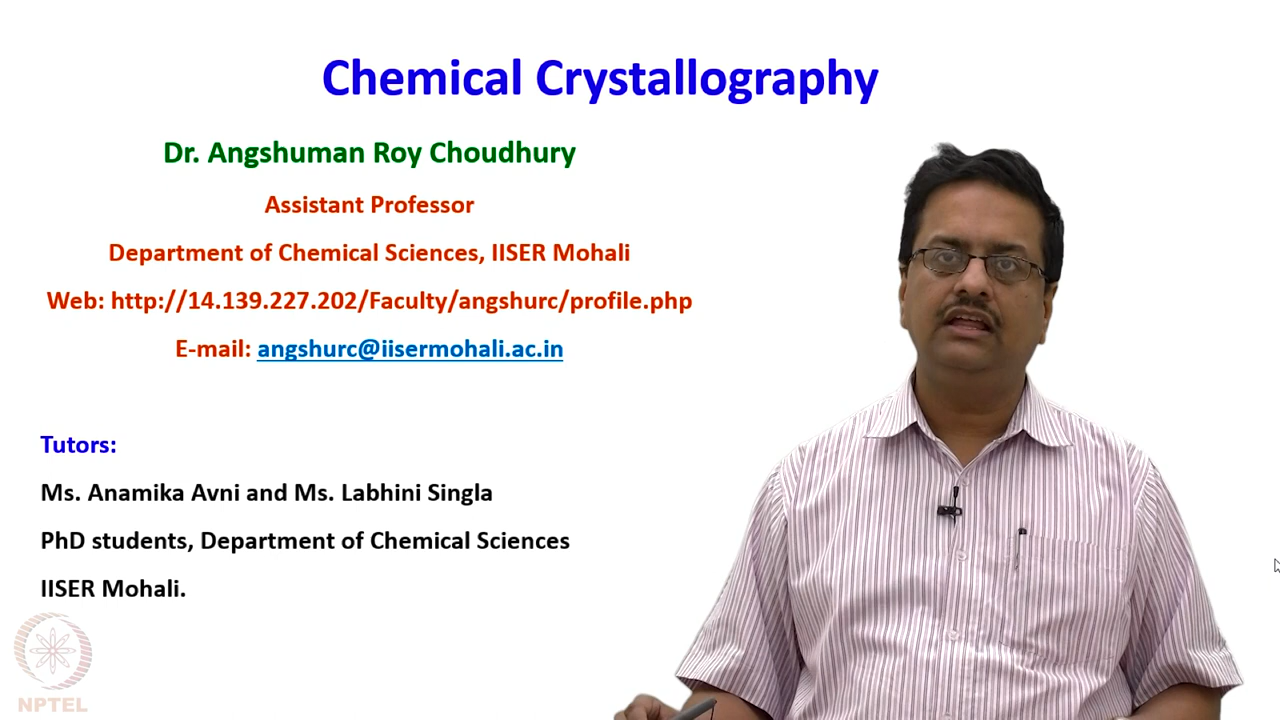 Chemical Crystallography
Dr. Angshuman Roy Choudhury
Assistant Professor
Department of Chemical Sciences, IISER Mohali
Web: http://14.139.227.202/Faculty/angshurc/profile.php
E-mail: angshurc@iisermohali.ac.in
Tutors:
Ms. Anamika Avni and Ms. Labhini Singla
PhD students, Department of Chemical Sciences
IISER Mohali.
NPTEL